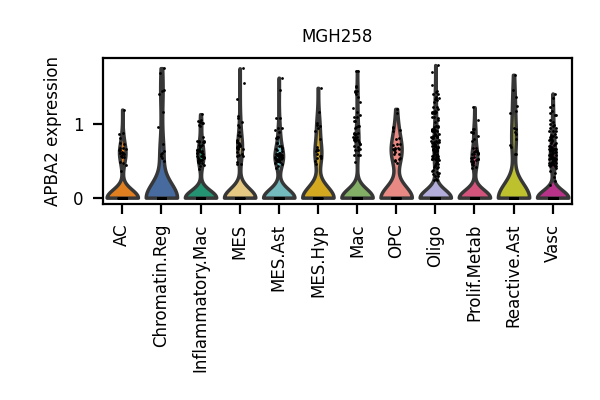 MGH258
APBA2 expression
1
0
AC
Chromatin.Reg
Inflammatory.Mac
MES
MES.Ast
MES.Hyp
Mac
OPC
Oligo
Prolif.Metab
Reactive.Ast
Vasc